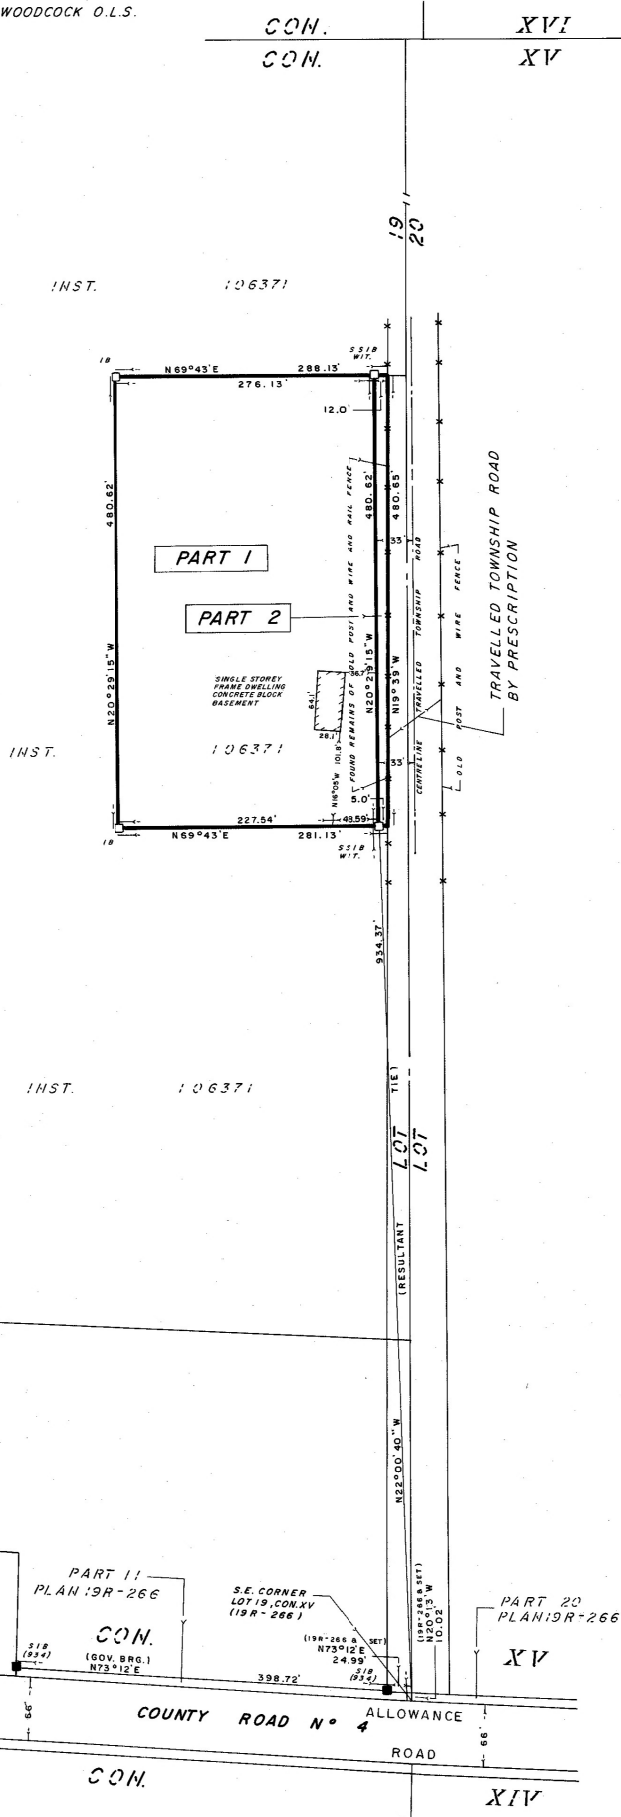 WOODCOCK O.L.S.
CON. XVI
CON. XV
19
20
INST. 106371
SSIB
WIT.
IB
N69°43'E 288.13'
276.13'
12.0'
480.62'
N20°29'15"W
480.62'
N20°29'15"W
480.65'
N19°39'W
33'
PART 1
PART 2
FOUND REMAINS OF OLD POST AND WIRE AND RAIL FENCE
CENTRELINE TRAVELLED TOWNSHIP ROAD
OLD POST AND WIRE FENCE
TRAVELLED TOWNSHIP ROAD
BY PRESCRIPTION
SINGLE STOREY
FRAME DWELLING
CONCRETE BLOCK
BASEMENT
64.1'
36.7'
28.1'
N16°05'W 101.8'
INST. 106371
33'
5.0'
227.54' 48.59'
N69°43'E 281.13'
IB
SSIB
WIT.
934.37'
INST. 106371
(RESULTANT TIE)
LOT
LOT
N22°00'40"W
PART 11
PLAN 19R-266
S.E. CORNER
LOT 19, CON. XV
(19R-266)
(19R-266 & SET)
N20°13'W
10.02'
PART 20
PLAN 19R-266
CON. XV
(GOV. BRG.)
N73°12'E
398.72'
SIB
(934)
(19R-266 & SET)
N73°12'E
24.99'
SIB
(934)
66'
COUNTY ROAD Nº 4
ALLOWANCE
ROAD
66'
CON. XIV